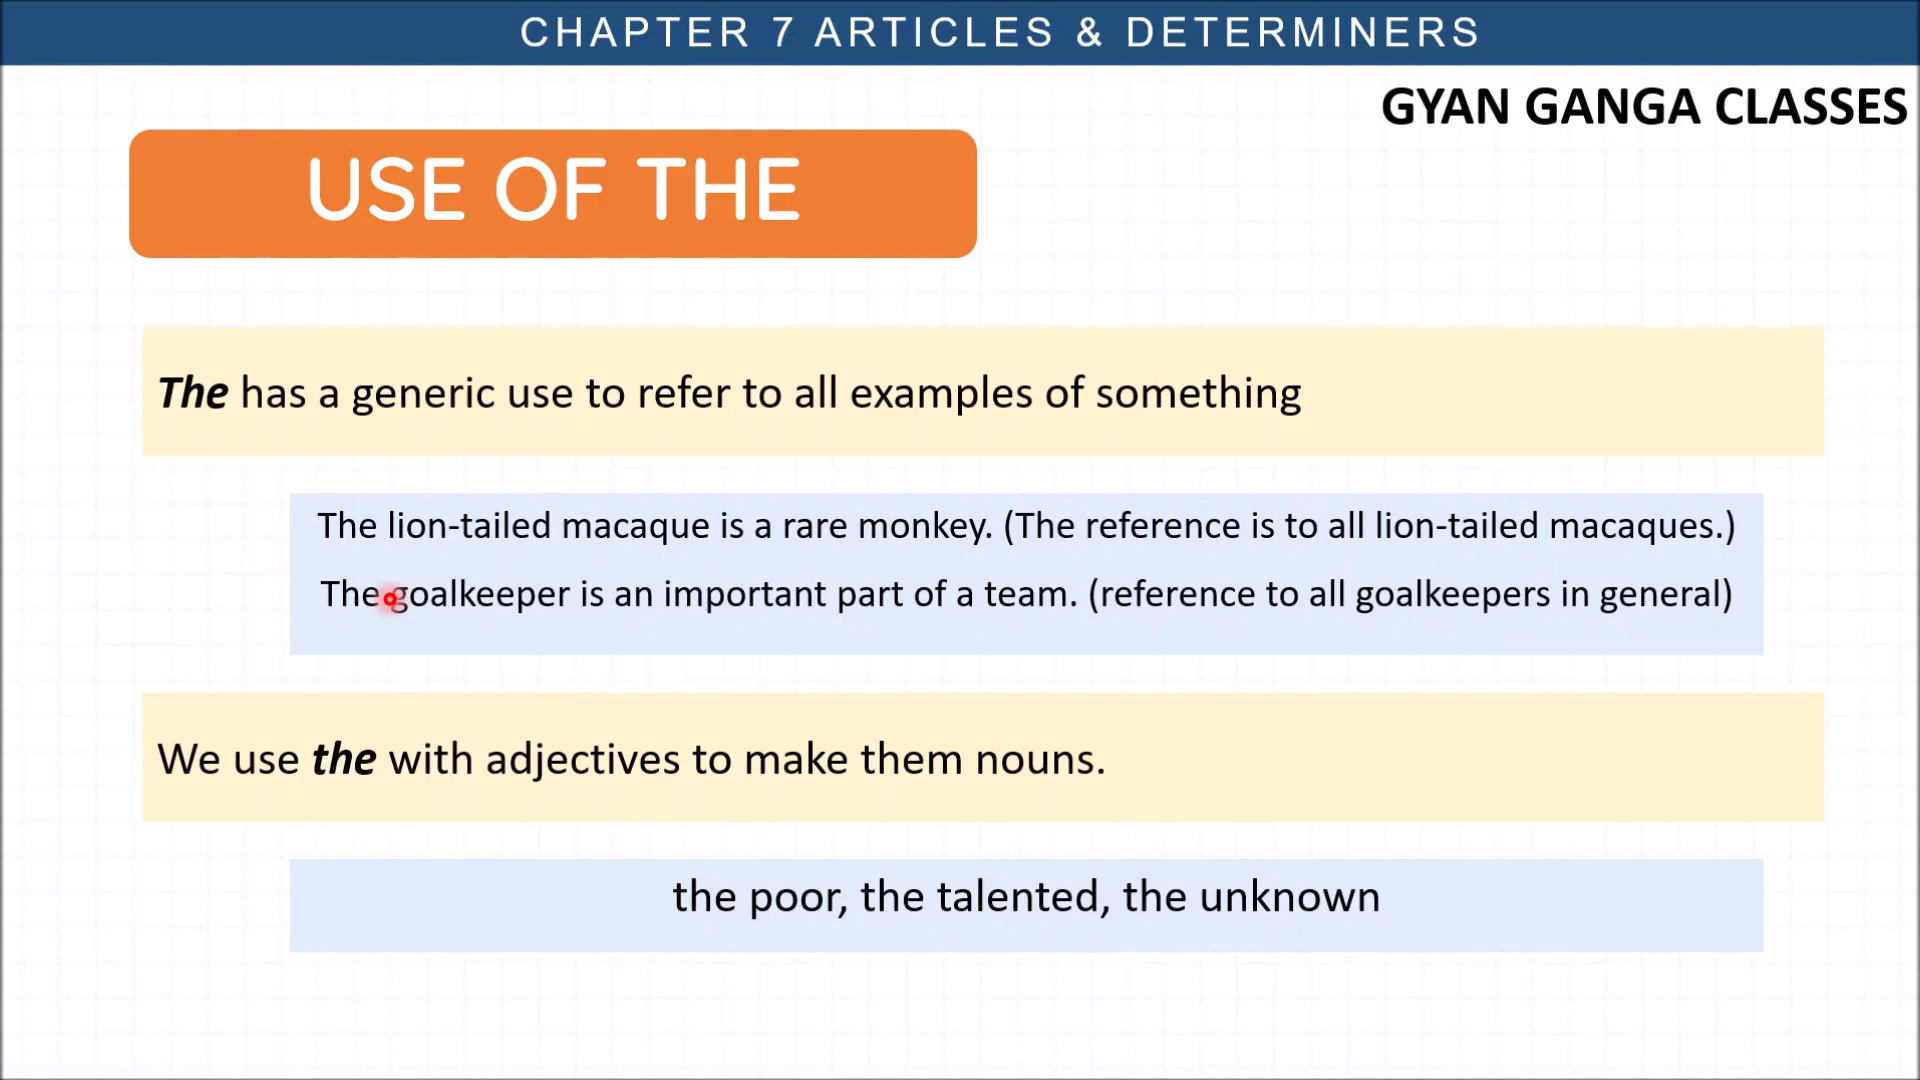 CHAPTER 7 ARTICLES & DETERMINERS
GYAN GANGA CLASSES
USE OF THE
The has a generic use to refer to all examples of something
The lion-tailed macaque is a rare monkey. (The reference is to all lion-tailed macaques.)
The goalkeeper is an important part of a team. (reference to all goalkeepers in general)
We use the with adjectives to make them nouns.
the poor, the talented, the unknown